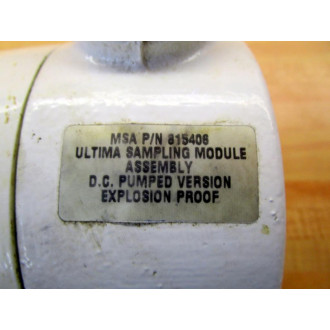 MSA P/N 815406
ULTIMA SAMPLING MODULE
ASSEMBLY
D.C. PUMPED VERSION
EXPLOSION PROOF